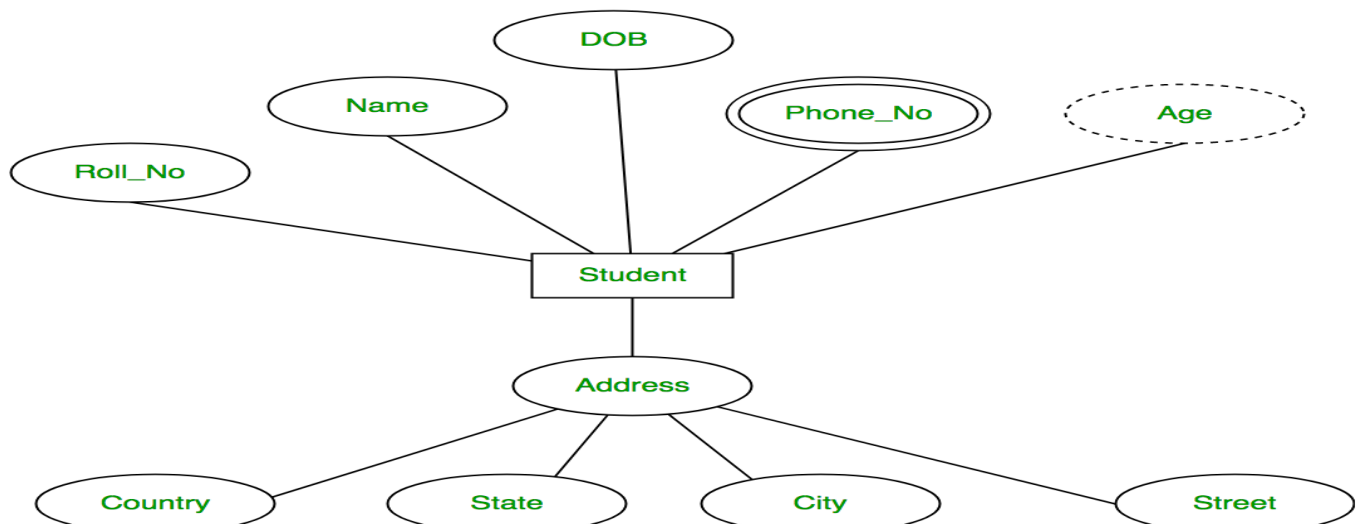 DOB
Name
Phone_No
Age
Roll_No
Student
Address
Country
State
City
Street